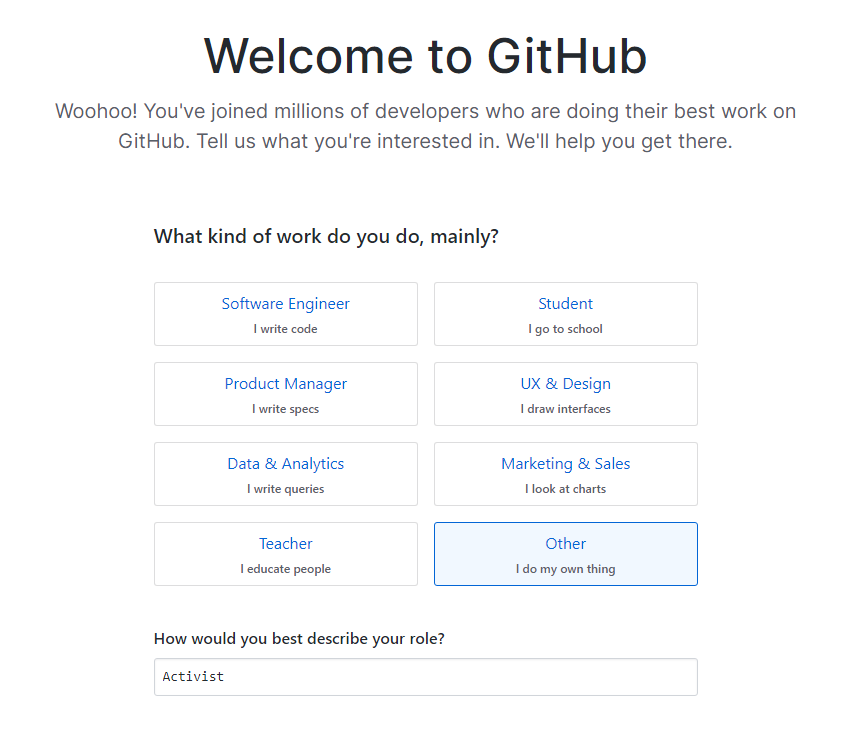 Welcome to GitHub
Woohoo! You've joined millions of developers who are doing their best work on
GitHub. Tell us what you're interested in. We'll help you get there.
What kind of work do you do, mainly?
Software Engineer
I write code
Student
I go to school
Product Manager
I write specs
UX & Design
I draw interfaces
Data & Analytics
I write queries
Marketing & Sales
I look at charts
Teacher
I educate people
Other
I do my own thing
How would you best describe your role?
Activist